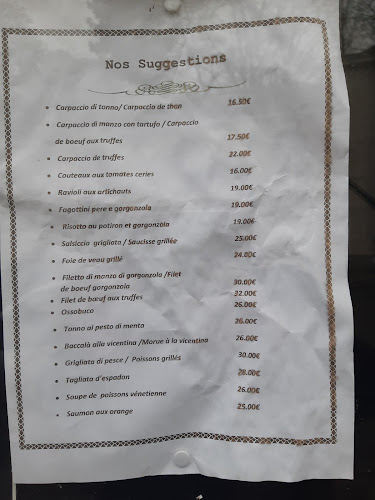 Nos Suggestions
• Carpaccio di tonno/ Carpaccio de thon 16.50€
• Carpaccio di manzo con tartufo / Carpaccio
de boeuf aux truffes 17.50€
• Carpaccio de truffes 22.00€
• Couteaux aux tomates ceries 16.00€
• Ravioli aux artichauts 19.00€
• Fagottini pere e gorgonzola 19.00€
• Risotto au potiron et gorgonzola 19.00€
• Salsiccia grigliata / Saucisse grillée 25.00€
• Foie de veau grillé 24.00€
• Filetto di manzo di gorgonzola /Filet
de boeuf gorgonzola 30.00€
• Filet de bœuf aux truffes 32.00€
• Ossobuco 26.00€
• Tonno al pesto di menta 26.00€
• Baccalà alla vicentina /Morue à la vicentina 26.00€
• Grigliata di pesce / Poissons grillés 30.00€
• Tagliata d'espadon 28.00€
• Soupe de poissons vénetienne 26.00€
• Saumon aux orange 25.00€